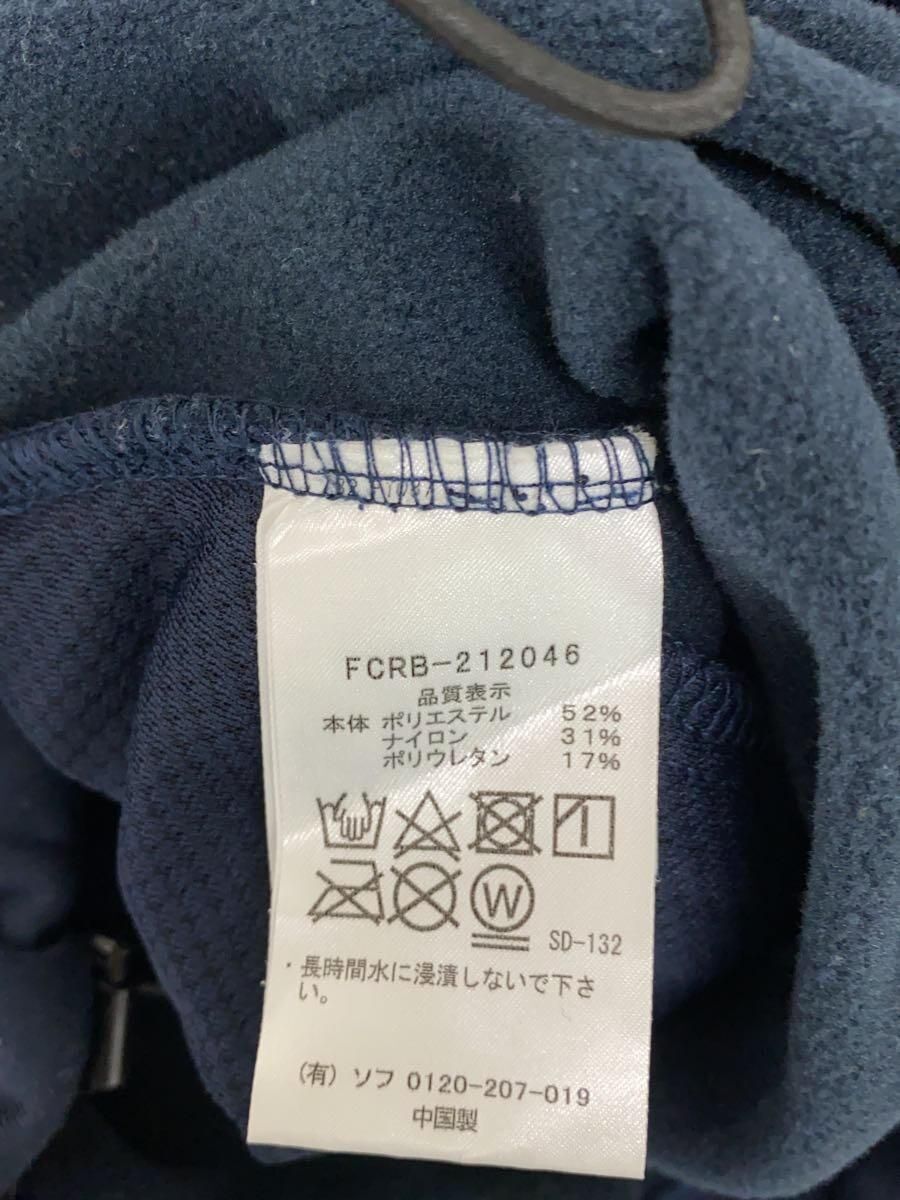 FCRB-212046
品質表示
本体 ポリエステル 52%
ナイロン 31%
ポリウレタン 17%
W
SD-132
・長時間水に浸漬しないで下さ
い。
(有) ソフ 0120-207-019
中国製